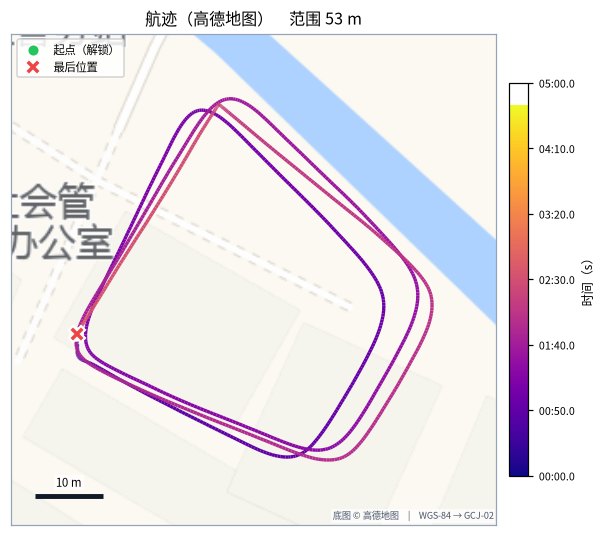 航迹（高德地图） 范围 53 m
起点（解锁）
最后位置
社会管
办公室
10 m
底图 © 高德地图 | WGS-84 → GCJ-02
05:00.0
04:10.0
03:20.0
02:30.0
01:40.0
00:50.0
00:00.0
时间（s）